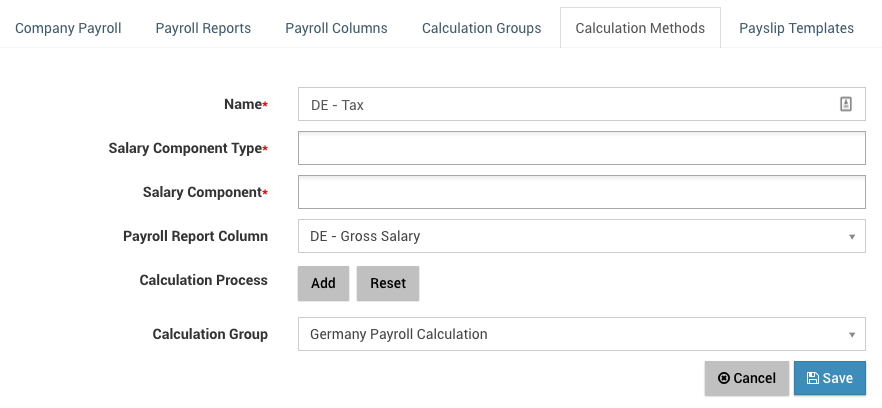 Company Payroll Payroll Reports Payroll Columns Calculation Groups Calculation Methods Payslip Templates
Name* DE - Tax
Salary Component Type*
Salary Component*
Payroll Report Column DE - Gross Salary
Calculation Process Add Reset
Calculation Group Germany Payroll Calculation
Cancel Save